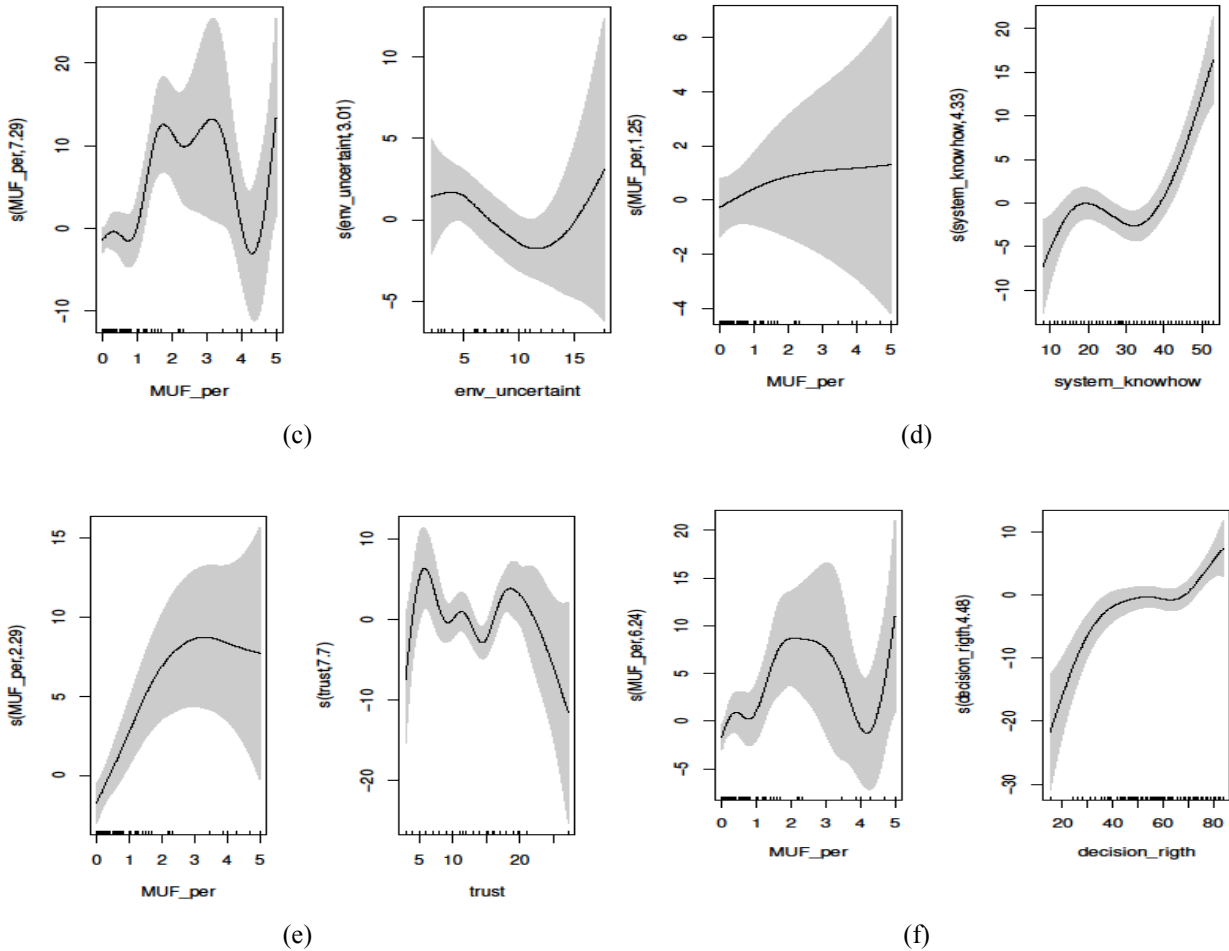 s(MUF_per,7.29)
20
10
0
-10
0 1 2 3 4 5
MUF_per
s(env_uncertaint,3.01)
10
5
0
-5
5 10 15
env_uncertaint
(c)
s(MUF_per,1.25)
6
4
2
0
-2
-4
0 1 2 3 4 5
MUF_per
s(system_knowhow,4.33)
20
15
10
5
0
-5
-10
10 20 30 40 50
system_knowhow
(d)
s(MUF_per,2.29)
15
10
5
0
0 1 2 3 4 5
MUF_per
s(trust,7.7)
10
0
-10
-20
5 10 20
trust
(e)
s(MUF_per,6.24)
20
15
10
5
0
-5
0 1 2 3 4 5
MUF_per
s(decision_rigth,4.48)
10
0
-10
-20
-30
20 40 60 80
decision_rigth
(f)